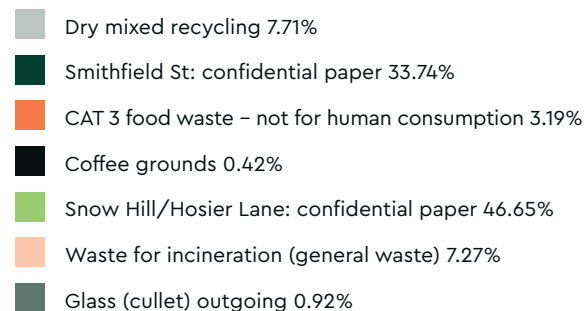 Dry mixed recycling 7.71%
Smithfield St: confidential paper 33.74%
CAT 3 food waste – not for human consumption 3.19%
Coffee grounds 0.42%
Snow Hill/Hosier Lane: confidential paper 46.65%
Waste for incineration (general waste) 7.27%
Glass (cullet) outgoing 0.92%